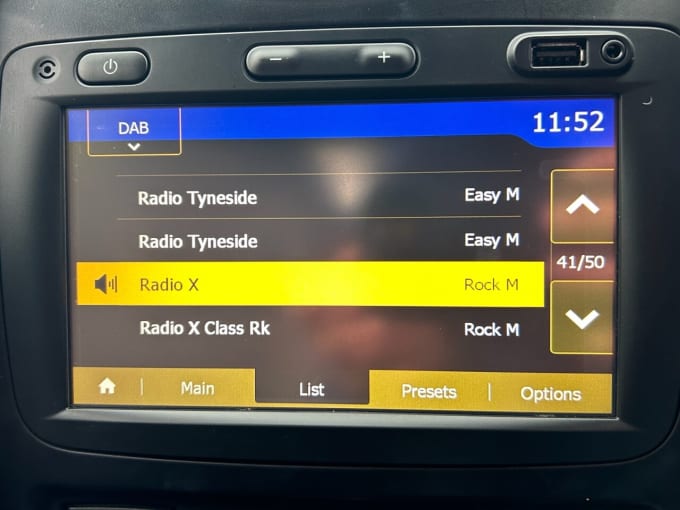 DAB
11:52
Radio Tyneside Easy M
Radio Tyneside Easy M
41/50
Radio X Rock M
Radio X Class Rk Rock M
Main List Presets Options